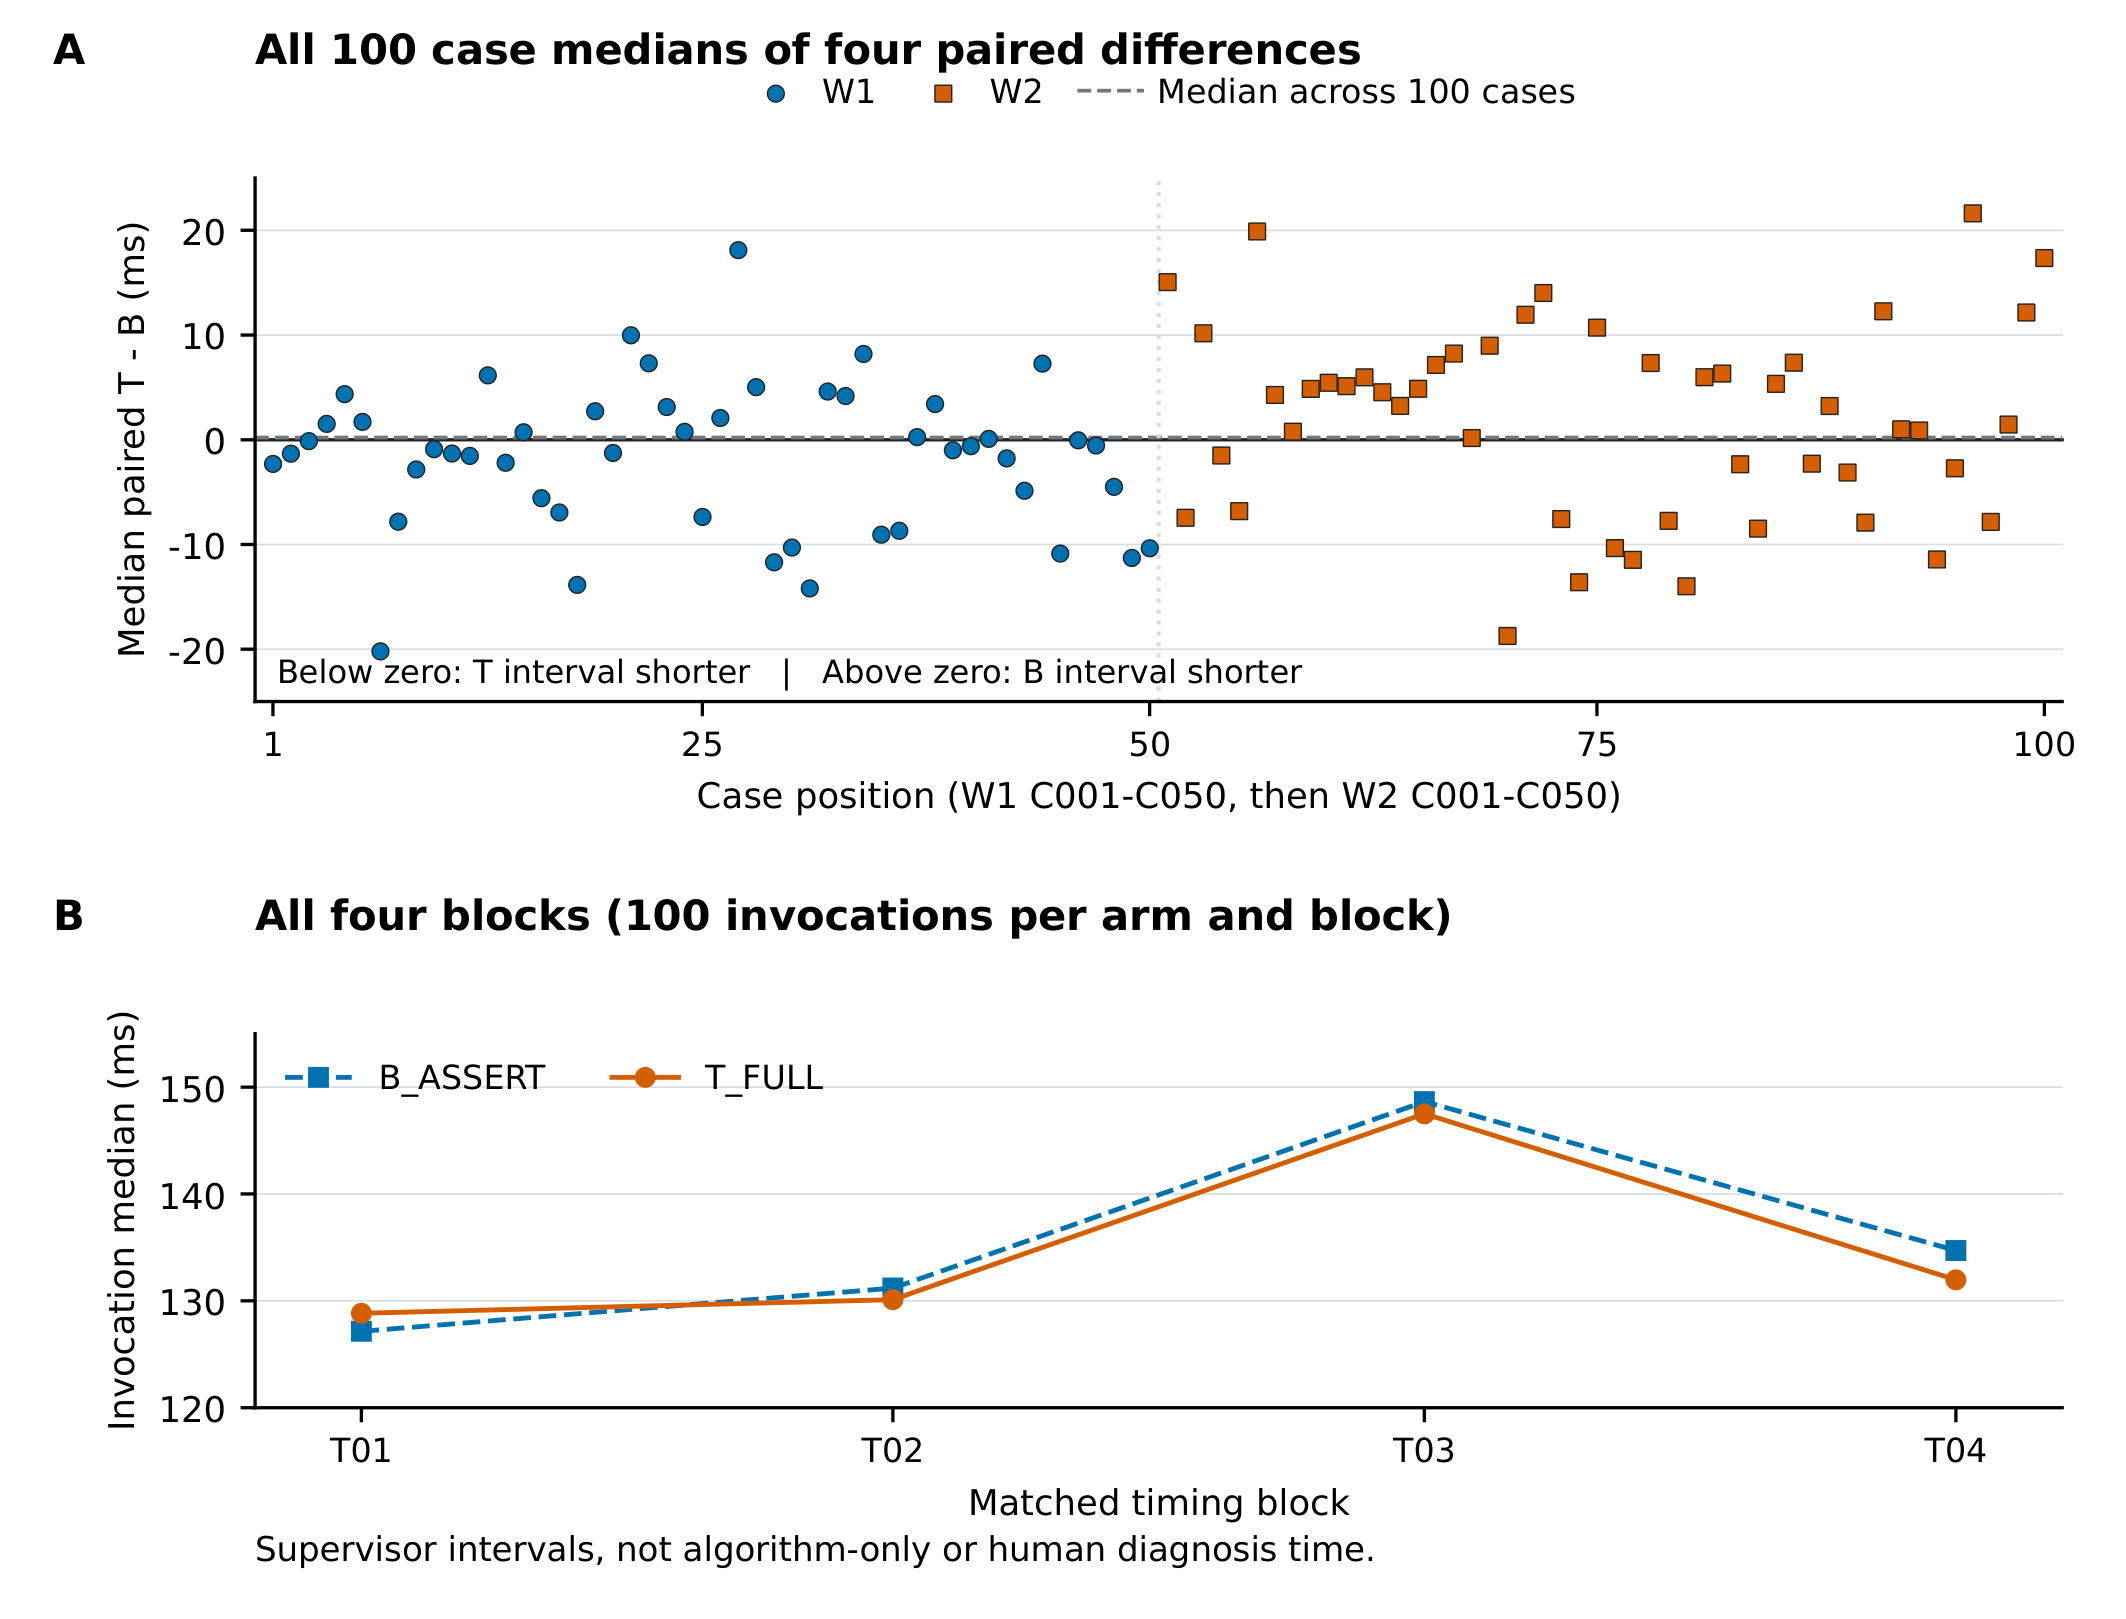 A
All 100 case medians of four paired differences
W1 W2 Median across 100 cases
Median paired T - B (ms)
20
10
0
-10
-20
Below zero: T interval shorter | Above zero: B interval shorter
1 25 50 75 100
Case position (W1 C001-C050, then W2 C001-C050)
B
All four blocks (100 invocations per arm and block)
Invocation median (ms)
B_ASSERT T_FULL
150
140
130
120
T01 T02 T03 T04
Matched timing block
Supervisor intervals, not algorithm-only or human diagnosis time.